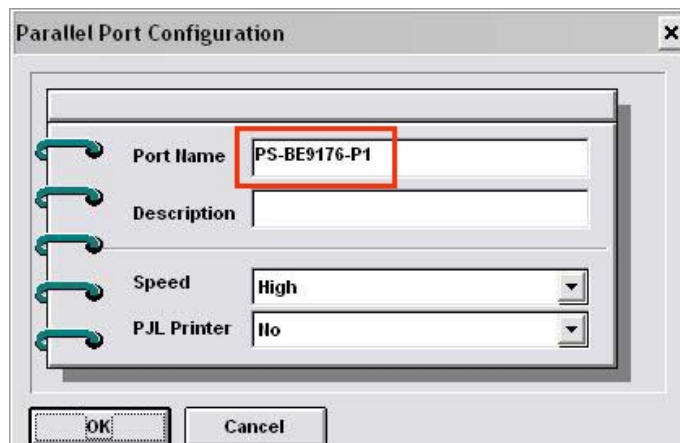 Parallel Port Configuration
Port Name PS-BE9176-P1
Description
Speed High
PJL Printer No
OK Cancel